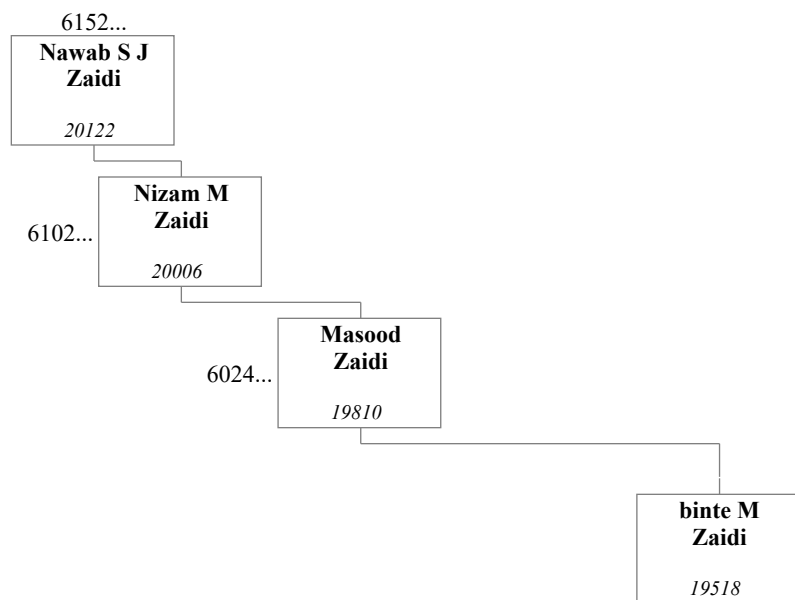 6152...
Nawab S J
Zaidi
20122
Nizam M
Zaidi
6102...
20006
Masood
Zaidi
6024...
19810
binte M
Zaidi
19518